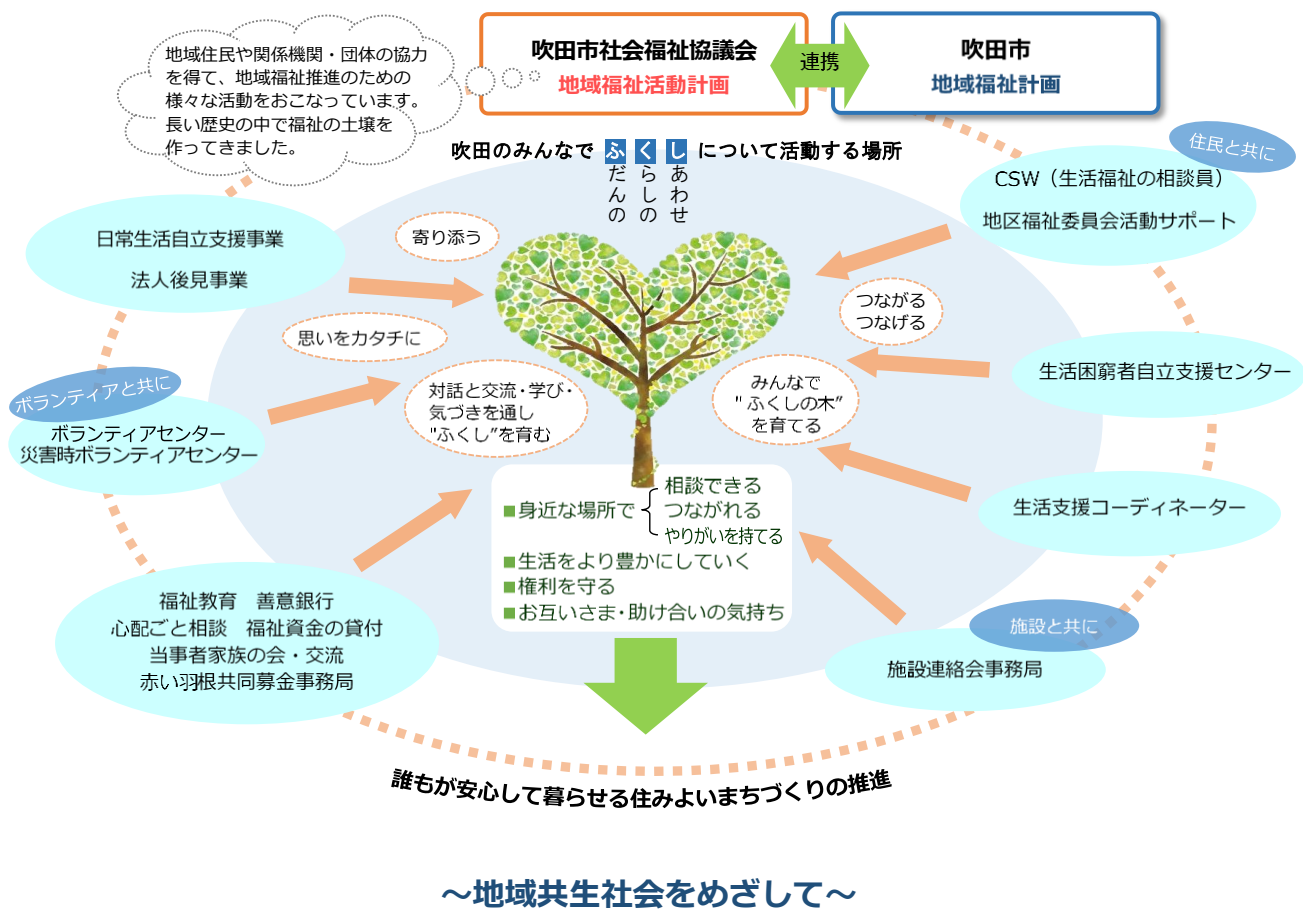 地域住民や関係機関・団体の協力
を得て、地域福祉推進のための
様々な活動をおこなっています。
長い歴史の中で福祉の土壌を
作ってきました。
吹田市社会福祉協議会
地域福祉活動計画
連携
吹田市
地域福祉計画
吹田のみんなで ふくし について活動する場所
ふだんの
くらしの
しあわせ
住民と共に
CSW（生活福祉の相談員）
地区福祉委員会活動サポート
日常生活自立支援事業
法人後見事業
寄り添う
つながる
つなげる
思いをカタチに
生活困窮者自立支援センター
ボランティアと共に
ボランティアセンター
災害時ボランティアセンター
対話と交流・学び・
気づきを通し
"ふくし”を育む
みんなで
" ふくしの木”
を育てる
生活支援コーディネーター
■身近な場所で
相談できる
つながれる
やりがいを持てる
■生活をより豊かにしていく
■権利を守る
■お互いさま・助け合いの気持ち
福祉教育　善意銀行
心配ごと相談　福祉資金の貸付
当事者家族の会・交流
赤い羽根共同募金事務局
施設と共に
施設連絡会事務局
誰もが安心して暮らせる住みよいまちづくりの推進
～地域共生社会をめざして～